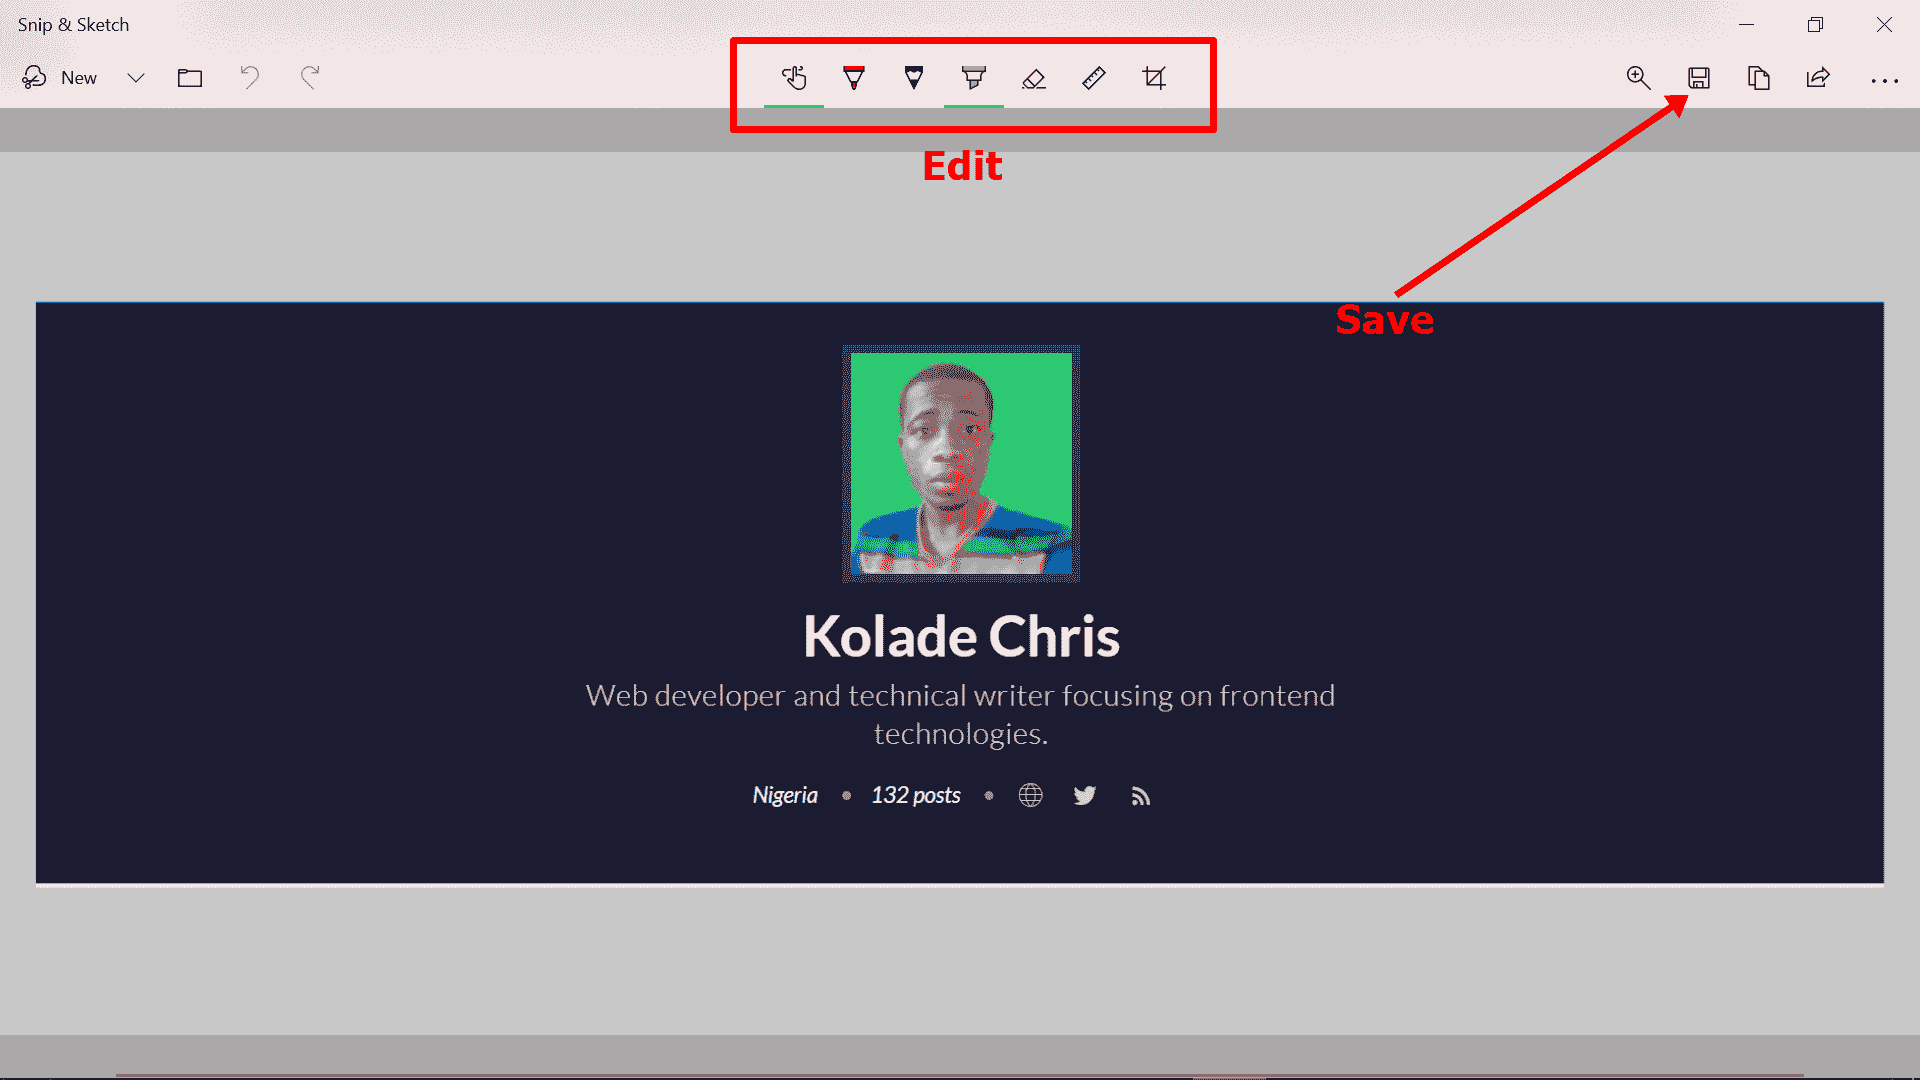 Snip & Sketch
New
Edit
Save
Kolade Chris
Web developer and technical writer focusing on frontend
technologies.
Nigeria • 132 posts •